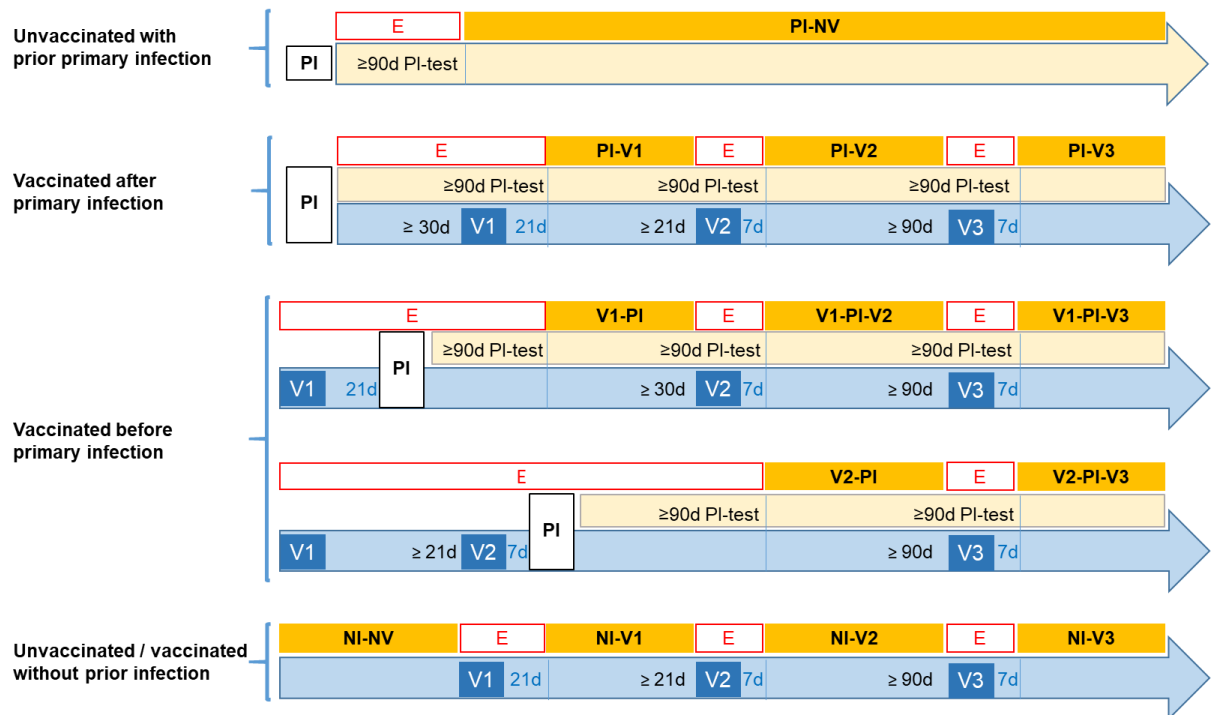 Unvaccinated with
prior primary infection
E PI-NV
PI ≥90d PI-test
Vaccinated after
primary infection
E PI-V1 E PI-V2 E PI-V3
PI ≥90d PI-test ≥90d PI-test ≥90d PI-test
≥ 30d V1 21d ≥ 21d V2 7d ≥ 90d V3 7d
Vaccinated before
primary infection
E V1-PI E V1-PI-V2 E V1-PI-V3
PI ≥90d PI-test ≥90d PI-test ≥90d PI-test
V1 21d ≥ 30d V2 7d ≥ 90d V3 7d
E V2-PI E V2-PI-V3
PI ≥90d PI-test ≥90d PI-test
V1 ≥ 21d V2 7d ≥ 90d V3 7d
Unvaccinated / vaccinated
without prior infection
NI-NV E NI-V1 E NI-V2 E NI-V3
V1 21d ≥ 21d V2 7d ≥ 90d V3 7d